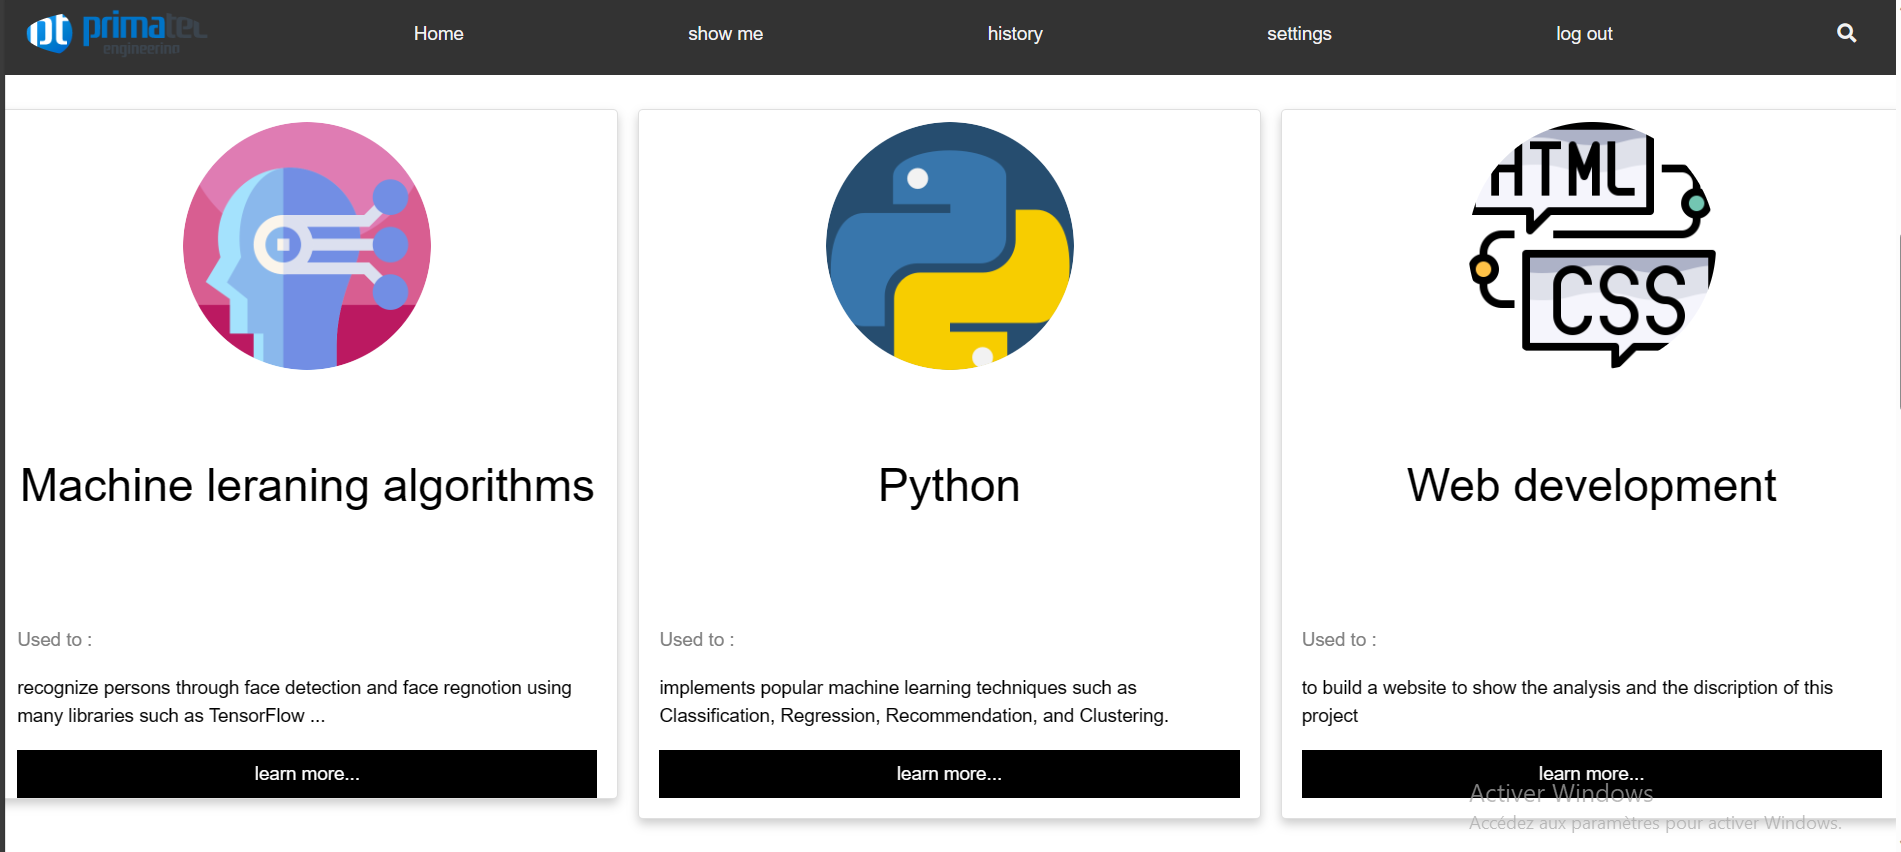 pt primatec
engineering
Home
show me
history
settings
log out
HTML
CSS
Machine leraning algorithms
Python
Web development
Used to :
recognize persons through face detection and face regnotion using
many libraries such as TensorFlow ...
learn more...
Used to :
implements popular machine learning techniques such as
Classification, Regression, Recommendation, and Clustering.
learn more...
Used to :
to build a website to show the analysis and the discription of this
project
learn more...
Activer Windows
Accédez aux paramètres pour activer Windows.